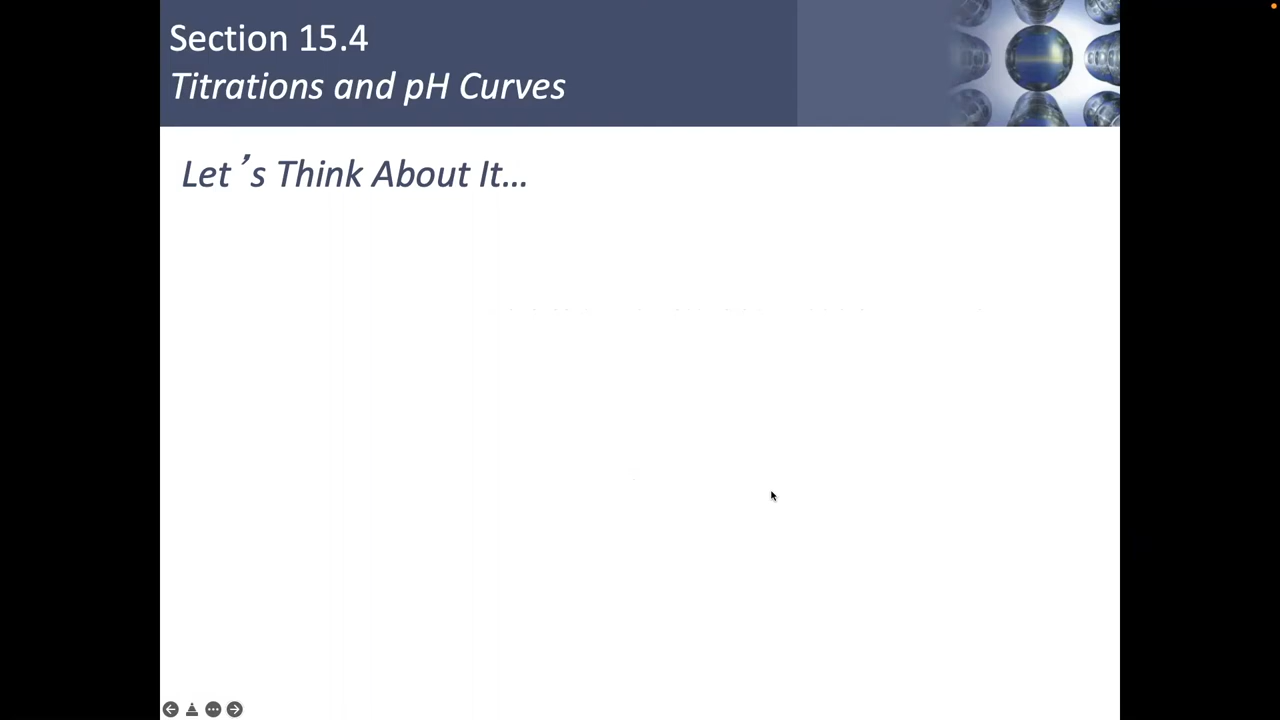 Section 15.4
Titrations and pH Curves
Let’s Think About It…